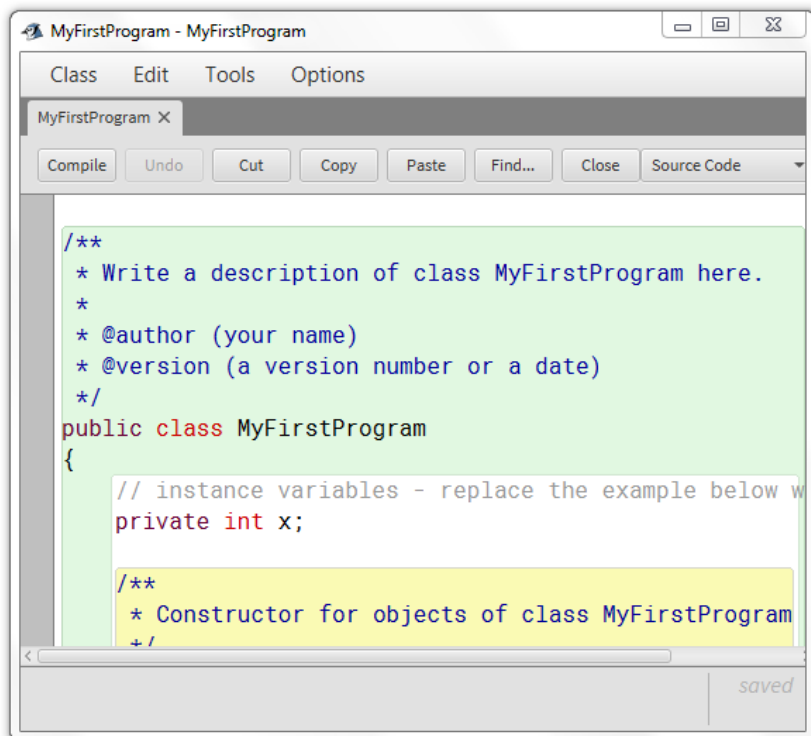 MyFirstProgram - MyFirstProgram
Class Edit Tools Options
MyFirstProgram
Compile Undo Cut Copy Paste Find... Close Source Code
/**
* Write a description of class MyFirstProgram here.
*
* @author (your name)
* @version (a version number or a date)
*/
public class MyFirstProgram
{
// instance variables - replace the example below w
private int x;
/**
* Constructor for objects of class MyFirstProgram
*/
saved